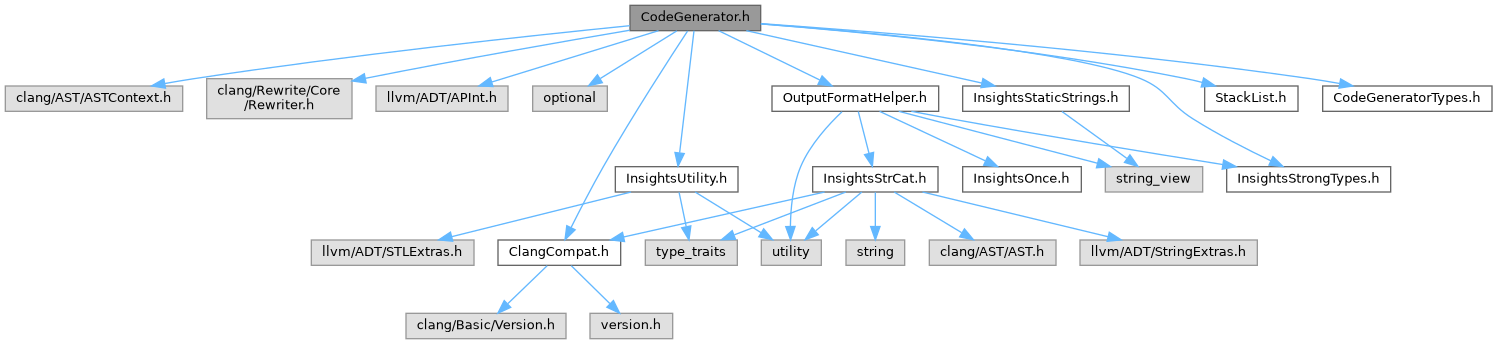 CodeGenerator.h
clang/AST/ASTContext.h
clang/Rewrite/Core
/Rewriter.h
llvm/ADT/APInt.h
optional
OutputFormatHelper.h
InsightsStaticStrings.h
StackList.h
CodeGeneratorTypes.h
InsightsUtility.h
InsightsStrCat.h
InsightsOnce.h
string_view
InsightsStrongTypes.h
llvm/ADT/STLExtras.h
ClangCompat.h
type_traits
utility
string
clang/AST/AST.h
llvm/ADT/StringExtras.h
clang/Basic/Version.h
version.h